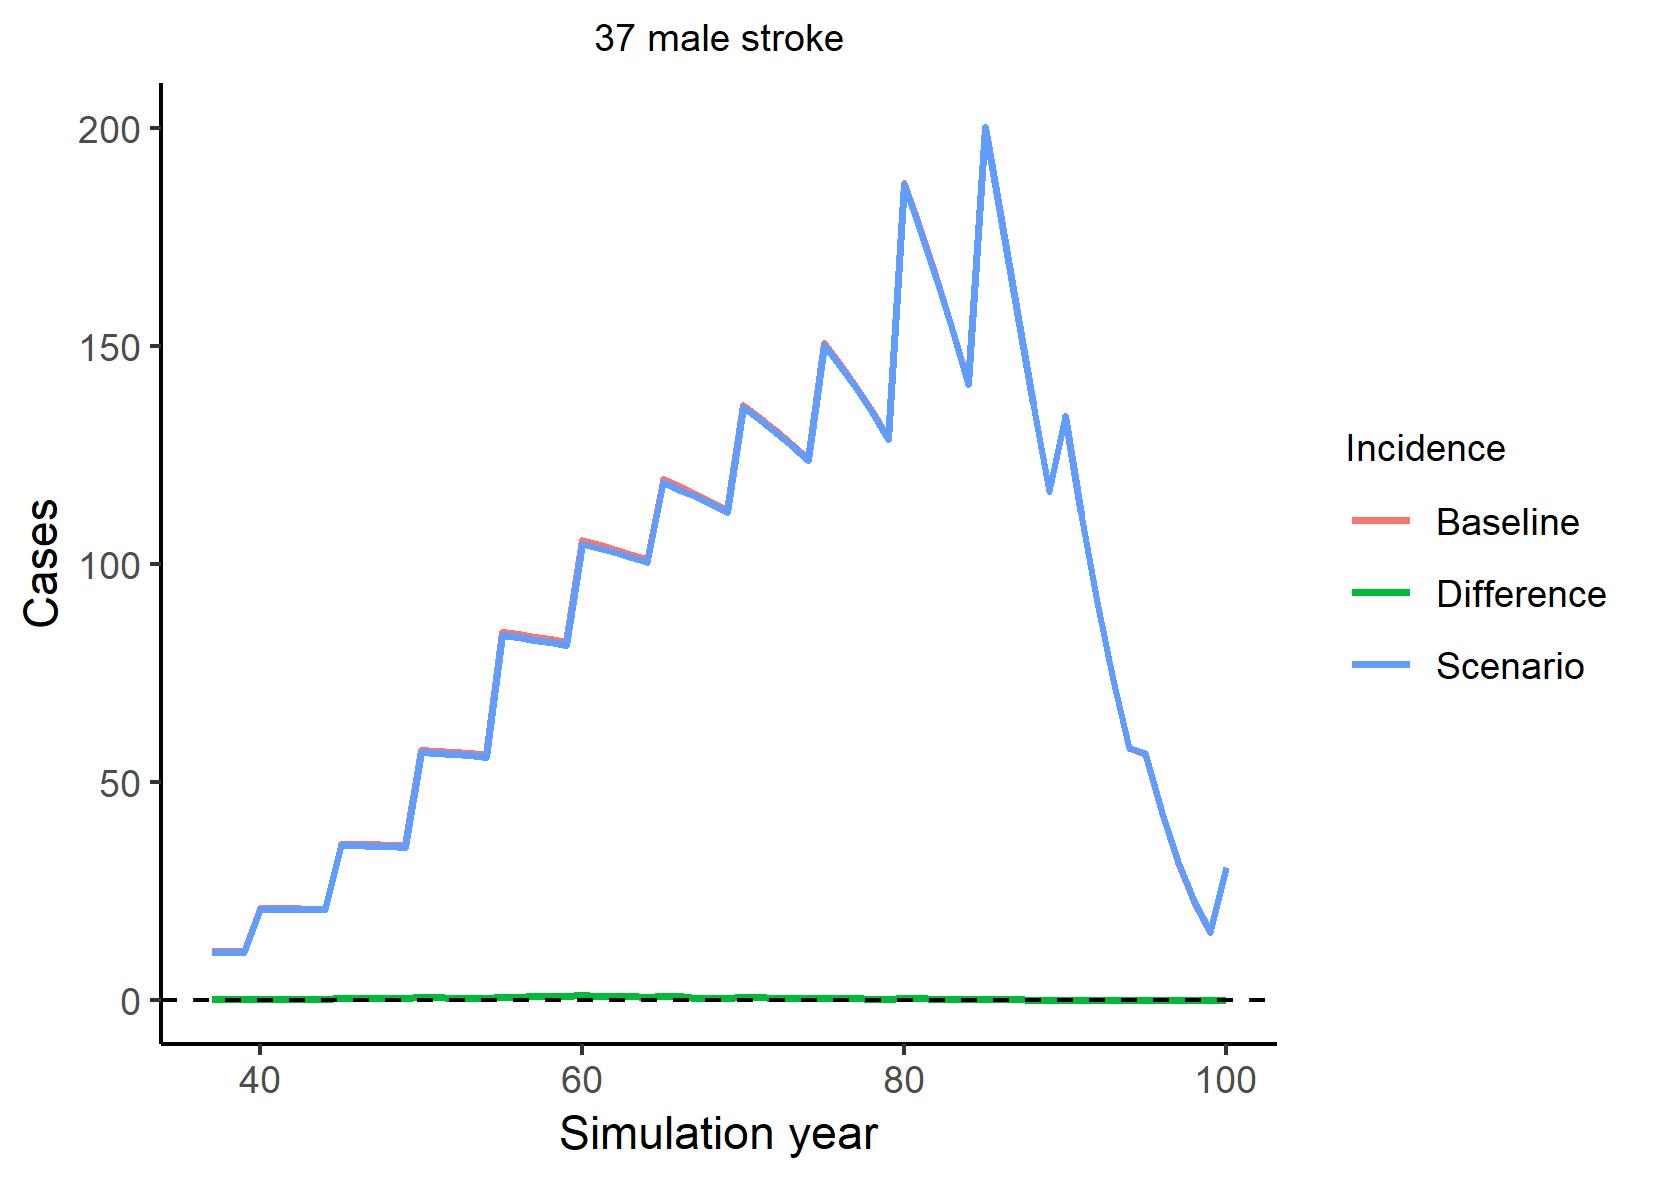 37 male stroke
200
150
100
50
0
Cases
40 60 80 100
Simulation year
Incidence
Baseline
Difference
Scenario